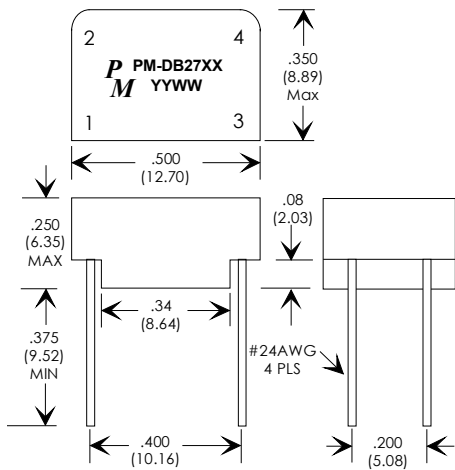 2 4
P PM-DB27XX
M YYWW
1 3
.350
(8.89)
Max
.500
(12.70)
.250
(6.35)
MAX
.08
(2.03)
.34
(8.64)
.375
(9.52)
MIN
#24AWG
4 PLS
.400
(10.16)
.200
(5.08)